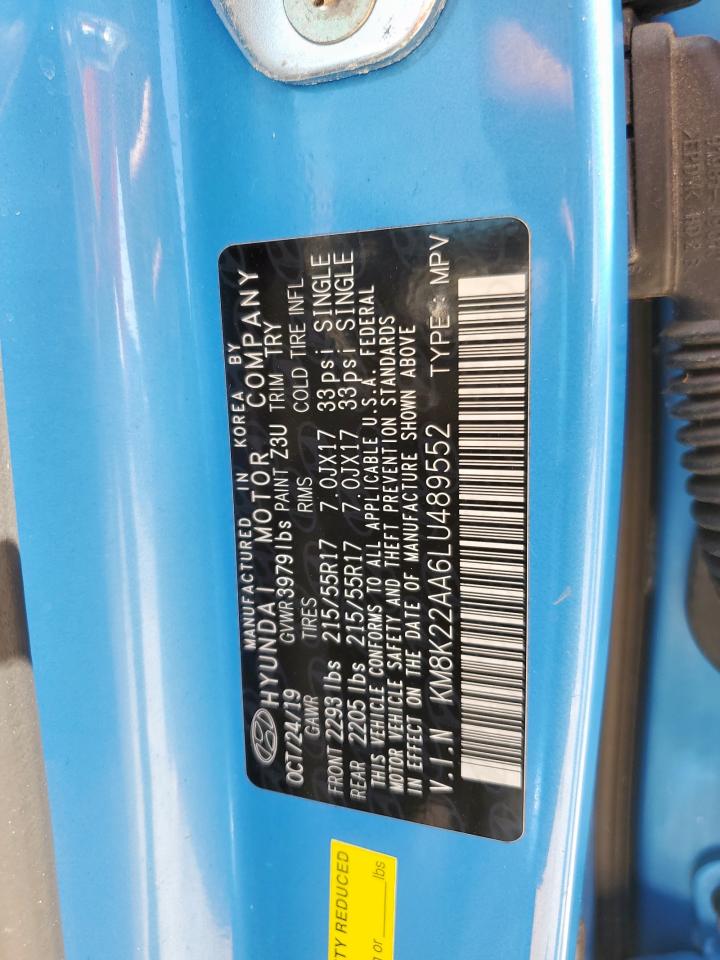 MANUFACTURED IN KOREA BY
HYUNDAI MOTOR COMPANY
OCT/24/19 GVWR 3979lbs PAINT Z3U TRIM TRY
GAWR TIRES RIMS COLD TIRE INFL
FRONT 2293 lbs 215/55R17 7.0JX17 33psi SINGLE
REAR 2205 lbs 215/55R17 7.0JX17 33psi SINGLE
THIS VEHICLE CONFORMS TO ALL APPLICABLE U.S.A. FEDERAL
MOTOR VEHICLE SAFETY AND THEFT PREVENTION STANDARDS
IN EFFECT ON THE DATE OF MANUFACTURE SHOWN ABOVE
V.I.N KM8K22AA6LU489552 TYPE: MPV
TY REDUCED
or lbs